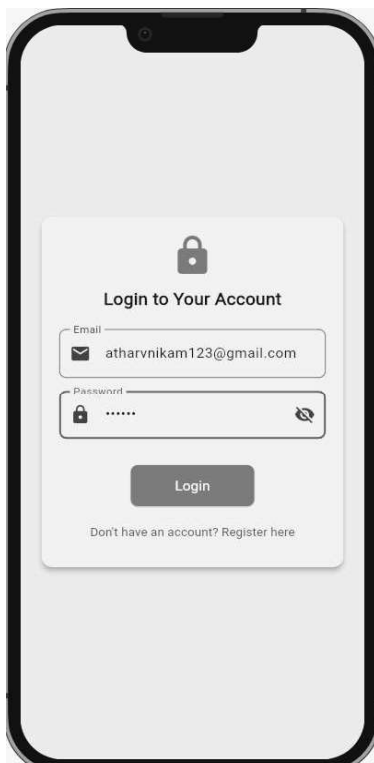 Login to Your Account
Email
atharvnikam123@gmail.com
Password
••••••
Login
Don't have an account? Register here